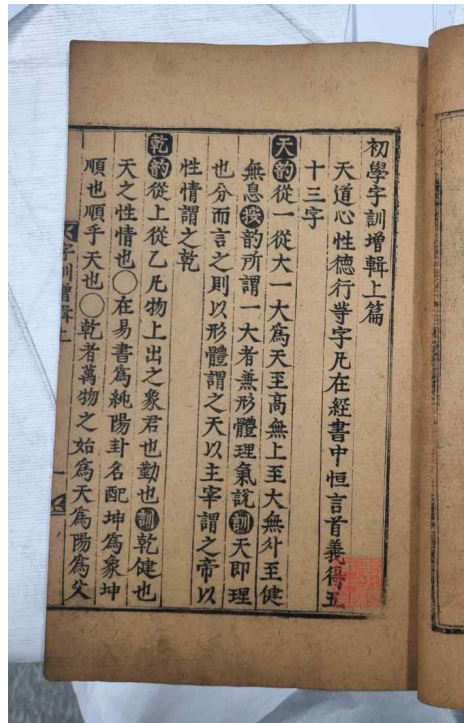 初學字訓增輯上篇
天道心性德行等字凡在經書中恒言首義得五
十三字
天韵從一從大一大爲天至高無上至大無外至健
無息按韵所謂一大者兼形體理氣說訓天即理
也分而言之則以形體謂之天以主宰謂之帝以
性情謂之乾
乾韵從上從乙凡物上出之象君也勤也訓乾健也
天之性情也〇在易書爲純陽卦名配坤爲象坤
順也順乎天也〇乾者萬物之始爲天爲陽爲父
字訓增輯上
一